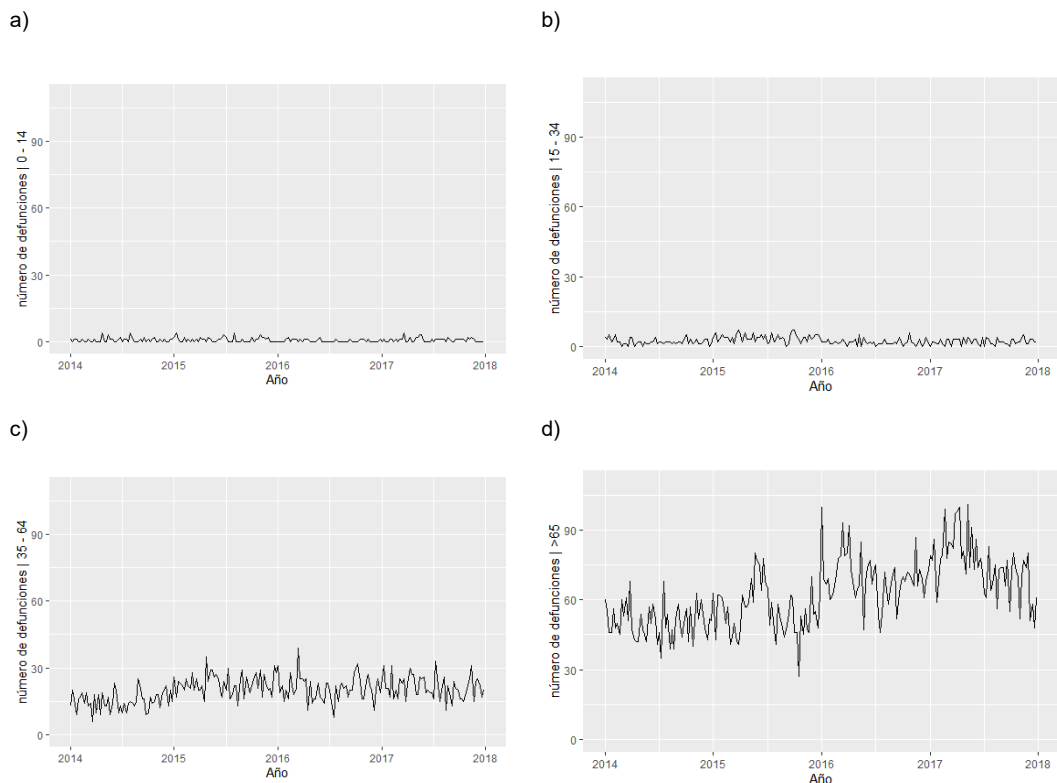 a)
número de defunciones | 0 - 14
90
60
30
0
2014 2015 2016 2017 2018
Año
b)
número de defunciones | 15 - 34
90
60
30
0
2014 2015 2016 2017 2018
Año
c)
número de defunciones | 35 - 64
90
60
30
0
2014 2015 2016 2017 2018
Año
d)
número de defunciones | >65
90
60
30
0
2014 2015 2016 2017 2018
Año